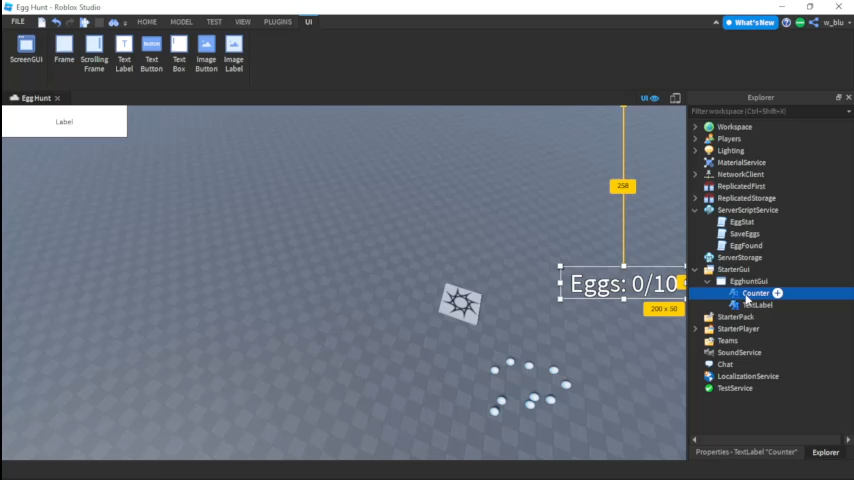 Egg Hunt - Roblox Studio
FILE HOME MODEL TEST VIEW PLUGINS UI
What's New
w_blu
ScreenGUI
Frame
Scrolling Frame
Text Label
button
Text Button
Text Box
Image Button
Image Label
Egg Hunt
UI
Explorer
Filter workspace (Ctrl+Shift+X)
Label
258
Eggs: 0/10
200 x 50
Workspace
Players
Lighting
MaterialService
NetworkClient
ReplicatedFirst
ReplicatedStorage
ServerScriptService
EggStat
SaveEggs
EggFound
ServerStorage
StarterGui
EgghuntGui
Counter
TextLabel
StarterPack
StarterPlayer
Teams
SoundService
Chat
LocalizationService
TestService
Properties - TextLabel "Counter"
Explorer